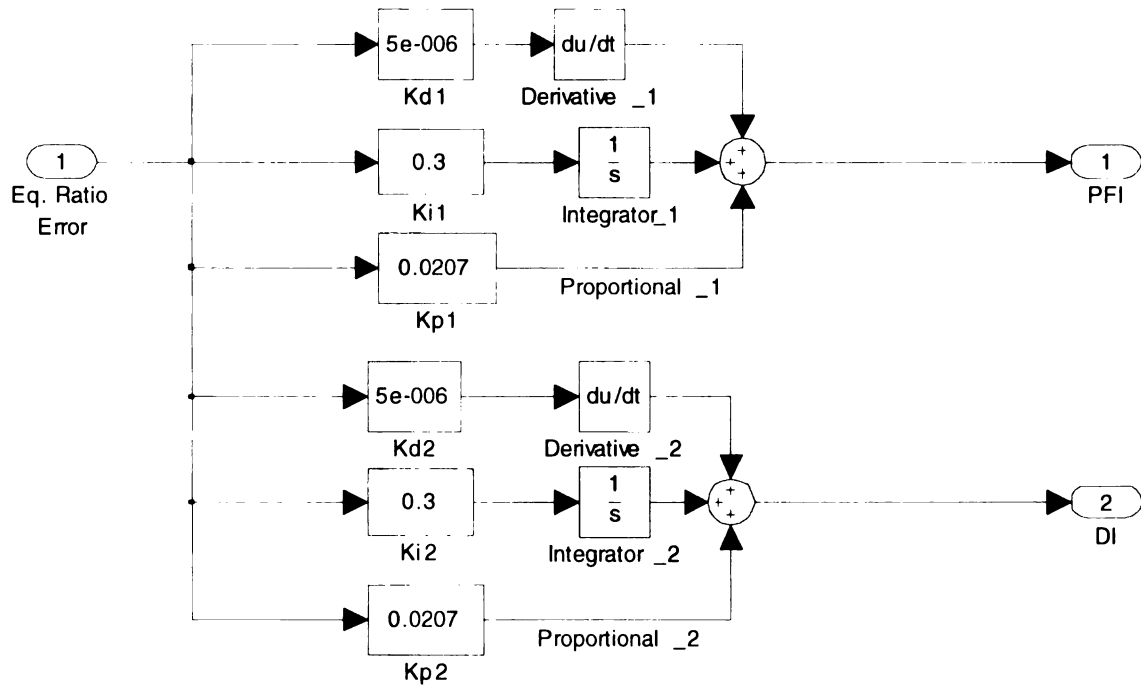 5e-006
du/dt
Kd1
Derivative _1
1
Eq. Ratio
Error
0.3
1
s
+
+
+
1
PFI
Ki1
Integrator_1
0.0207
Proportional _1
Kp1
5e-006
du/dt
Kd2
Derivative _2
0.3
1
s
+
+
+
2
DI
Ki2
Integrator _2
0.0207
Proportional _2
Kp2